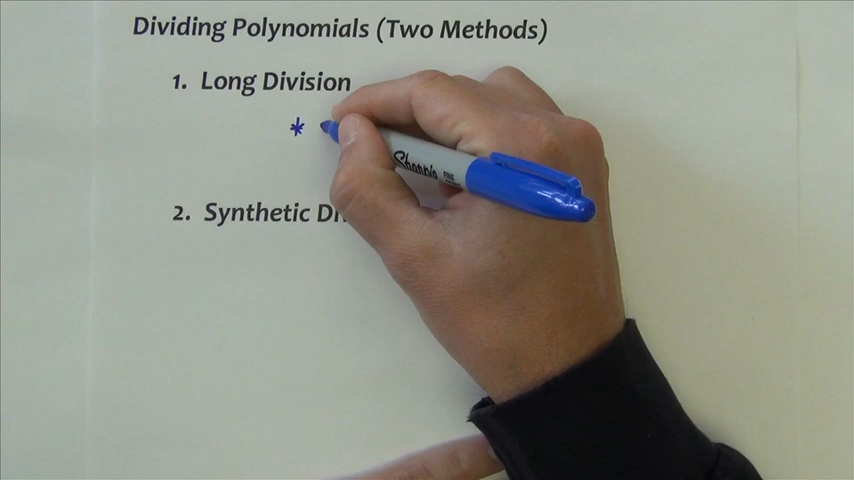 Dividing Polynomials (Two Methods)
1. Long Division
*
Sharpie FINE
2. Synthetic